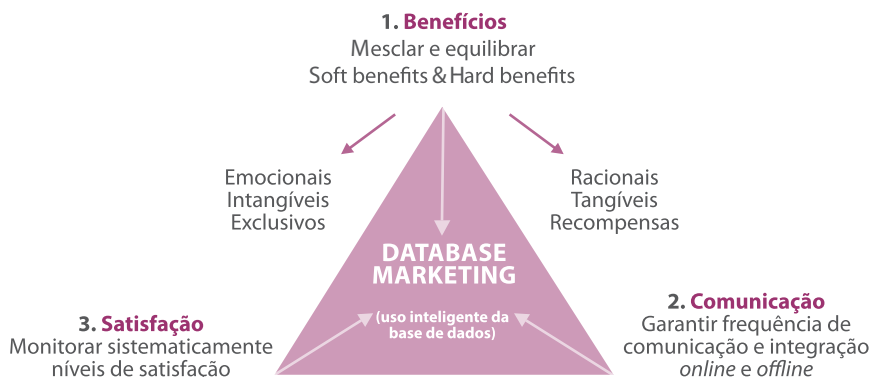 1. Benefícios
Mesclar e equilibrar
Soft benefits & Hard benefits
Emocionais
Intangíveis
Exclusivos
Racionais
Tangíveis
Recompensas
DATABASE
MARKETING
(uso inteligente da
base de dados)
3. Satisfação
Monitorar sistematicamente
níveis de satisfação
2. Comunicação
Garantir frequência de
comunicação e integração
online e offline